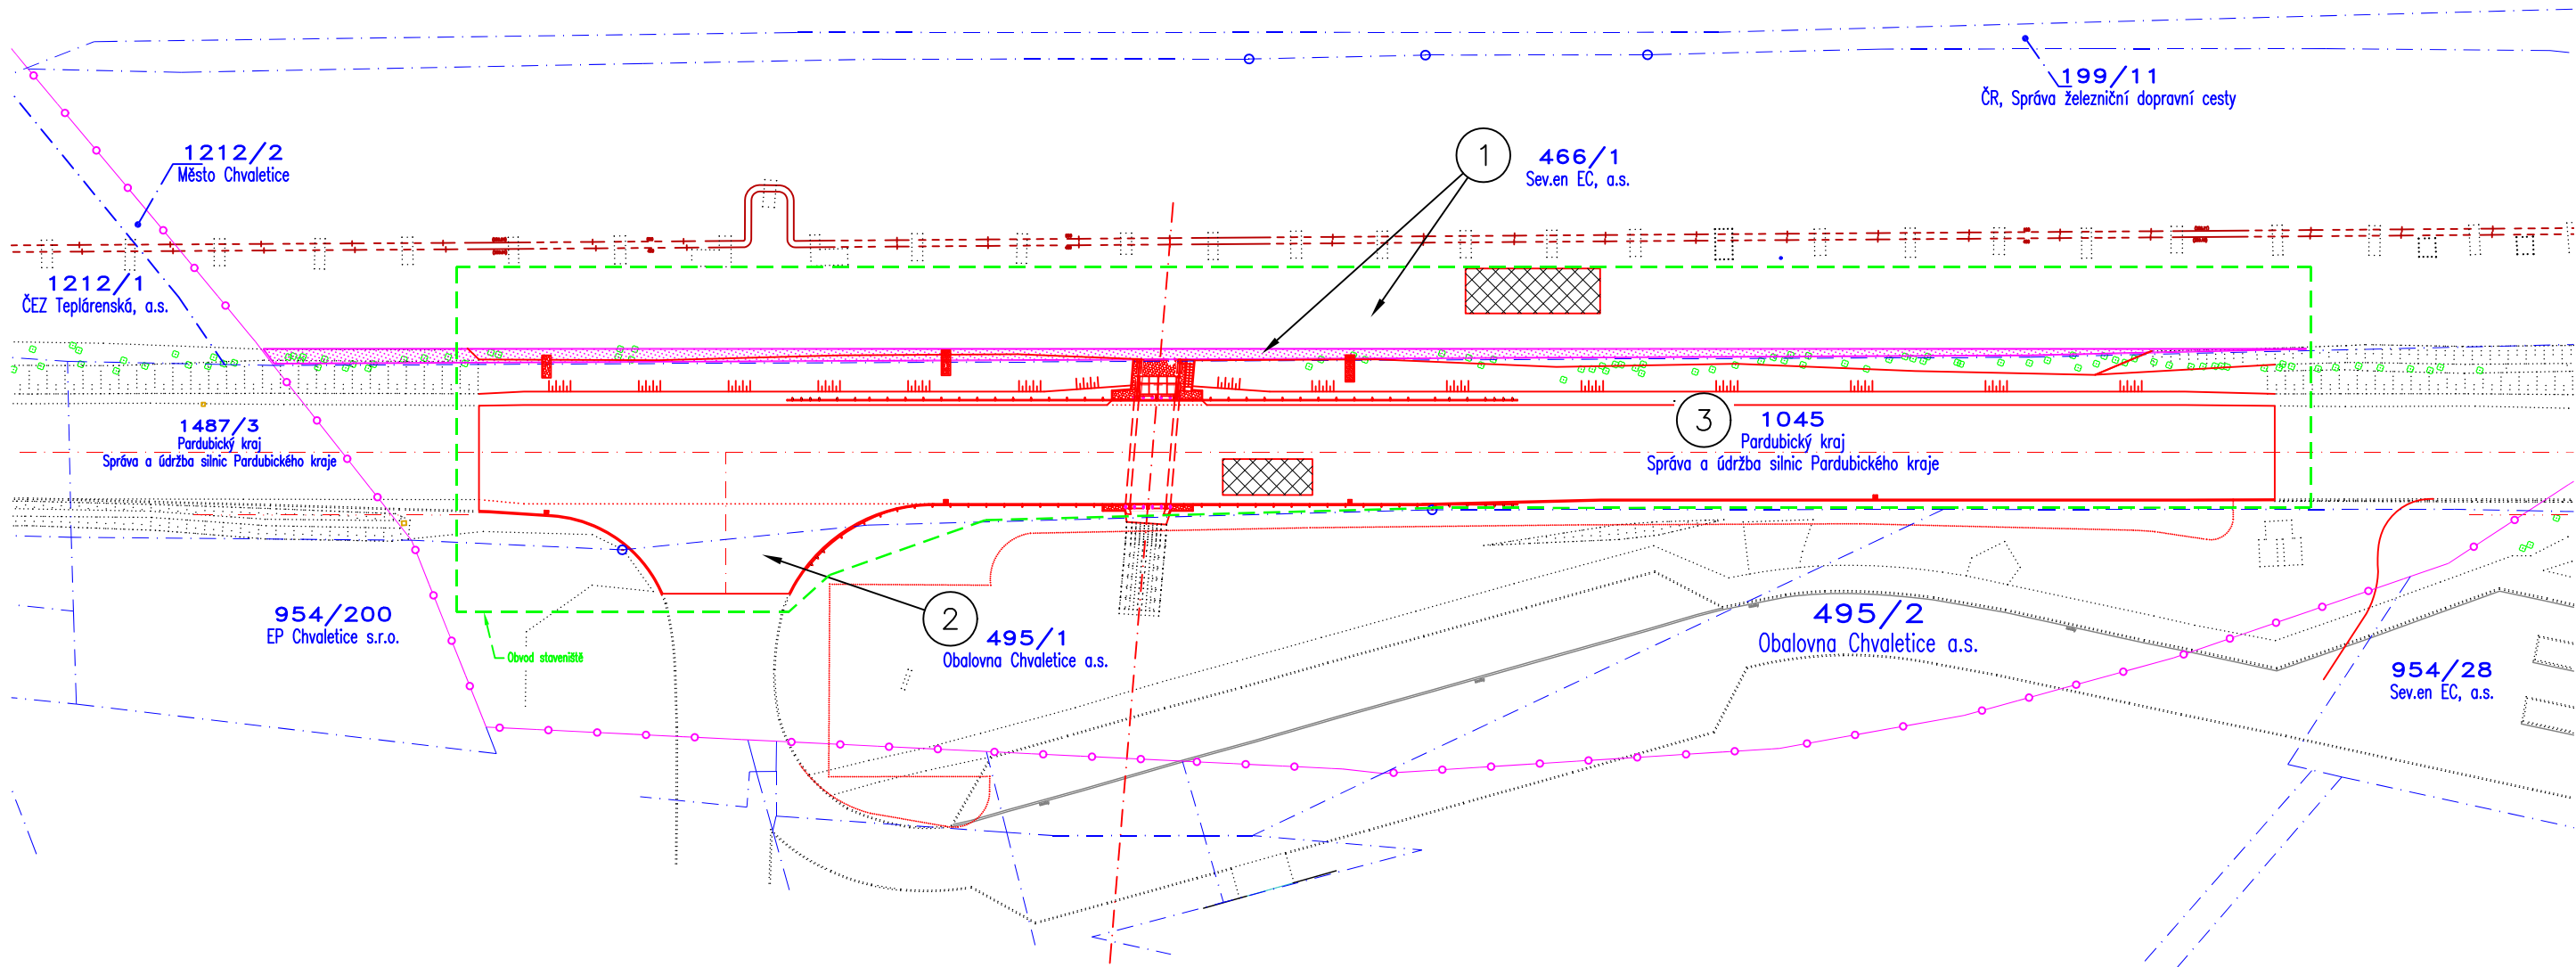 199/11
ČR, Správa železniční dopravní cesty
1212/2
Město Chvaletice
1
466/1
Sev.en EC, a.s.
1212/1
ČEZ Teplárenská, a.s.
1487/3
Pardubický kraj
Správa a údržba silnic Pardubického kraje
3
1045
Pardubický kraj
Správa a údržba silnic Pardubického kraje
954/200
EP Chvaletice s.r.o.
Obvod staveniště
2
495/1
Obalovna Chvaletice a.s.
495/2
Obalovna Chvaletice a.s.
954/28
Sev.en EC, a.s.